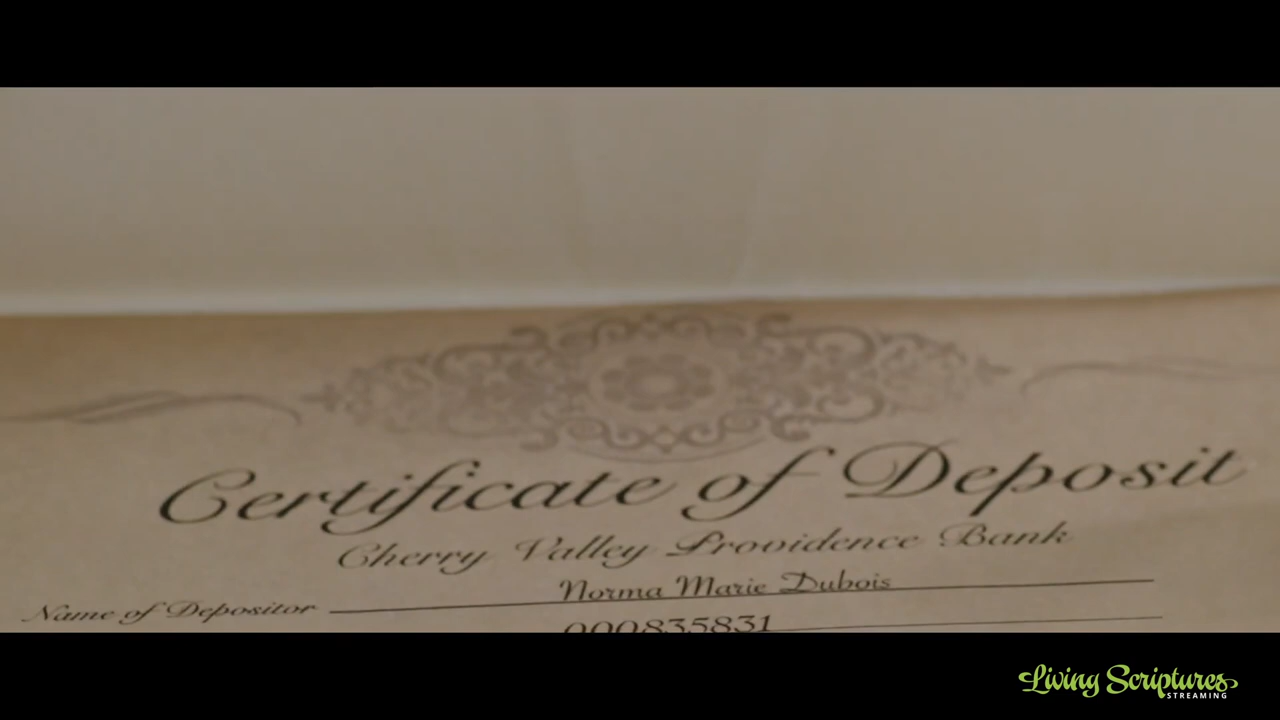 Certificate of Deposit
Cherry Valley Providence Bank
Name of Depositor Norma Marie Dubois
000835831
Living Scriptures
STREAMING